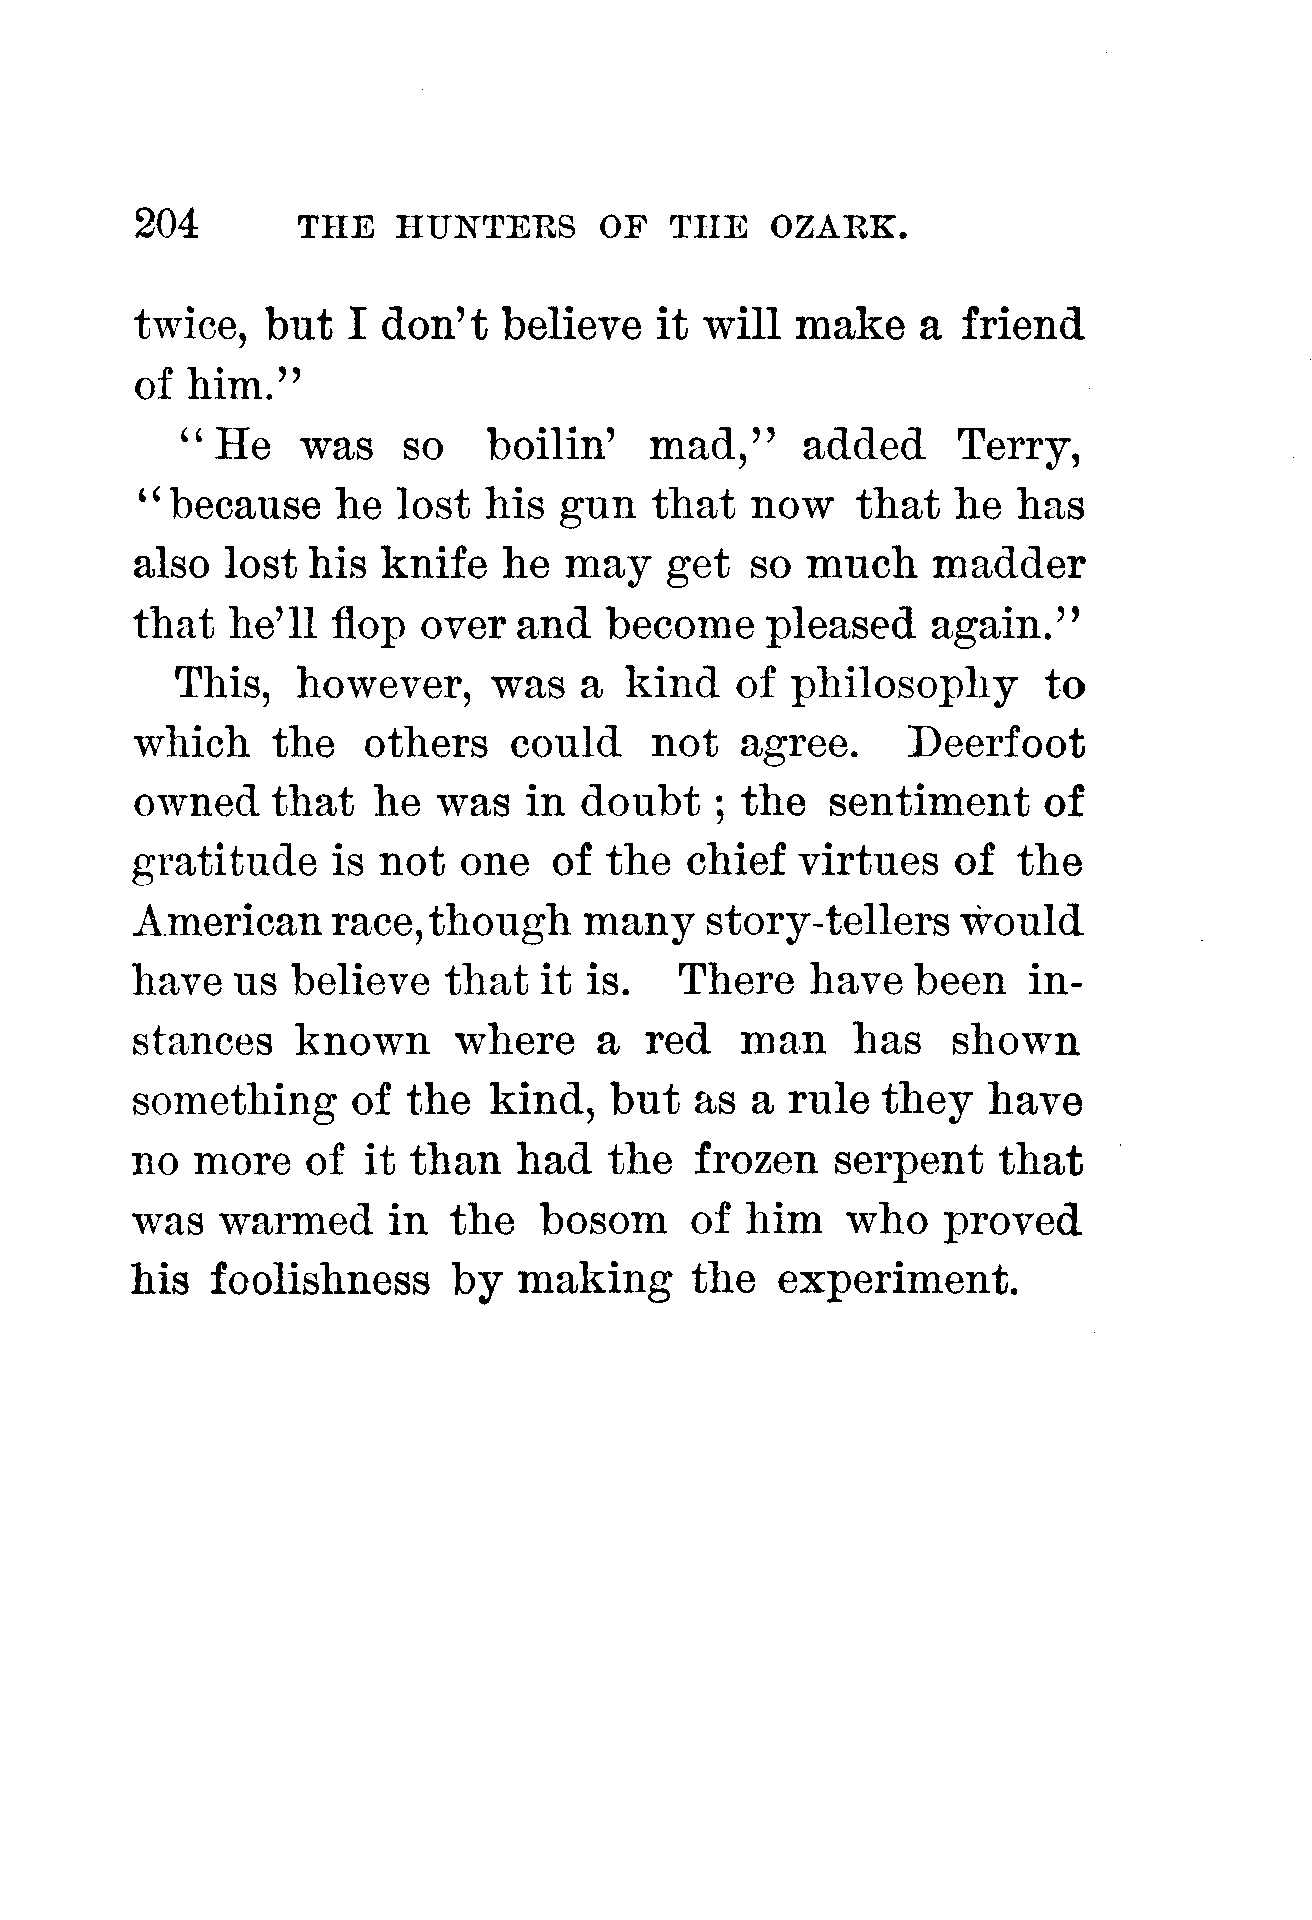 204 THE HUNTERS OF THE OZARK.
twice, but I don't believe it will make a friend
of him."
"He was so boilin' mad," added Terry,
"because he lost his gun that now that he has
also lost his knife he may get so much madder
that he'll flop over and become pleased again."
This, however, was a kind of philosophy to
which the others could not agree. Deerfoot
owned that he was in doubt ; the sentiment of
gratitude is not one of the chief virtues of the
American race, though many story-tellers would
have us believe that it is. There have been in-
stances known where a red man has shown
something of the kind, but as a rule they have
no more of it than had the frozen serpent that
was warmed in the bosom of him who proved
his foolishness by making the experiment.